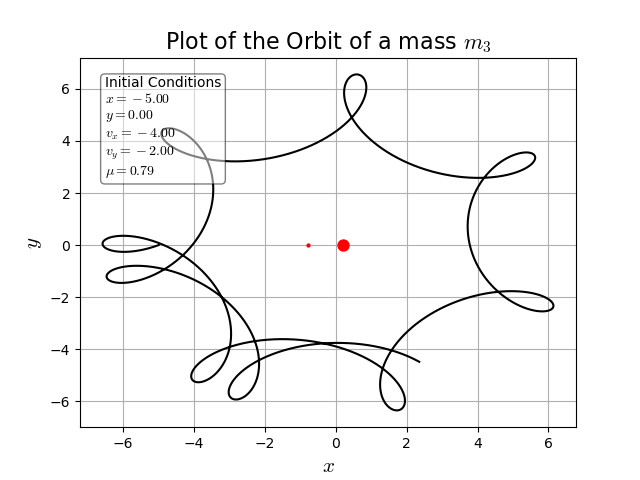 Plot of the Orbit of a mass m₃
Initial Conditions
x = −5.00
y = 0.00
vₓ = −4.00
v_y = −2.00
μ = 0.79
y
6
4
2
0
−2
−4
−6
−6 −4 −2 0 2 4 6
x